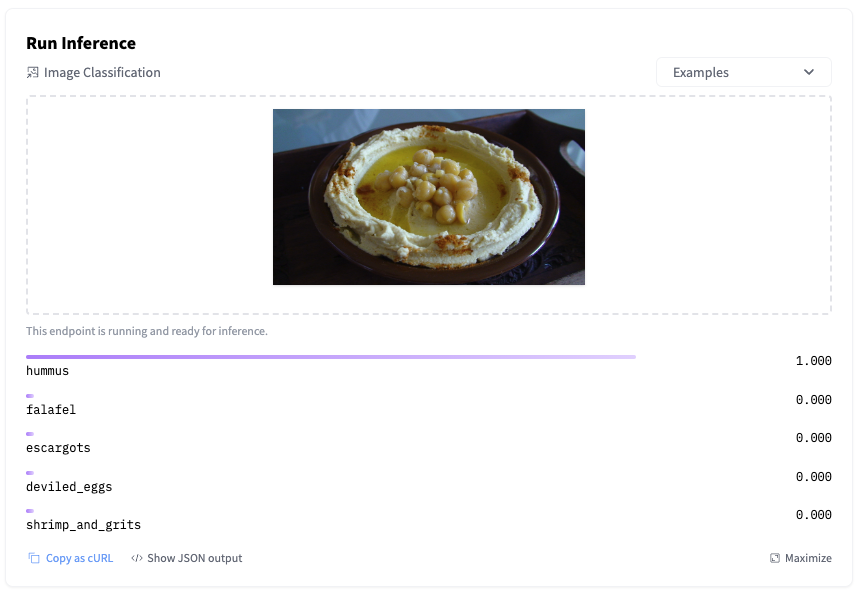 Run Inference
Image Classification
Examples
This endpoint is running and ready for inference.
hummus 1.000
falafel 0.000
escargots 0.000
deviled_eggs 0.000
shrimp_and_grits 0.000
Copy as cURL </> Show JSON output Maximize